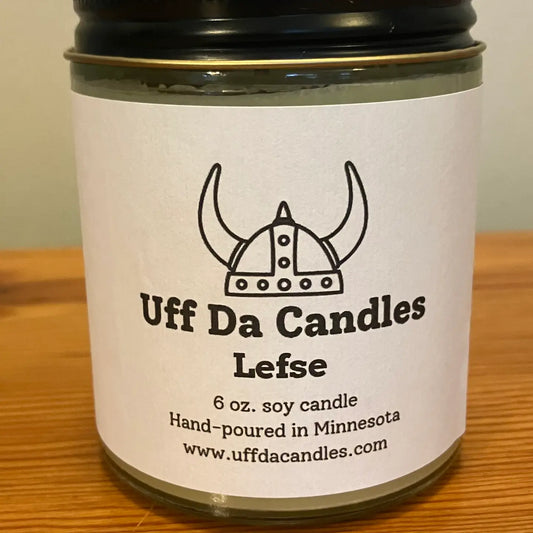 Uff Da Candles
Lefse
6 oz. soy candle
Hand-poured in Minnesota
www.uffdacandles.com